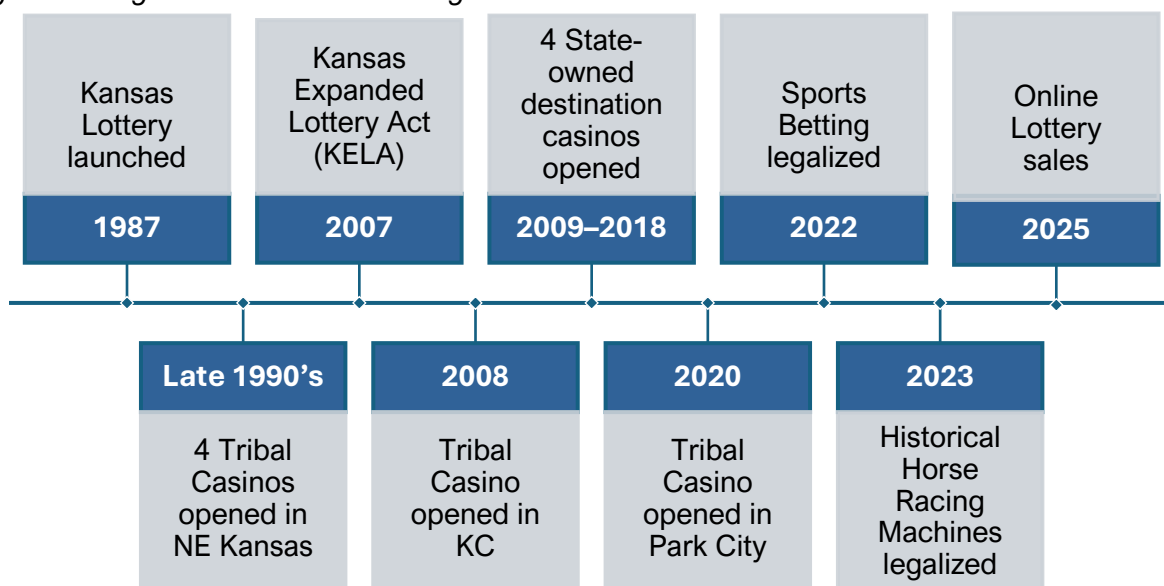 Kansas
Lottery
launched
1987
Kansas
Expanded
Lottery Act
(KELA)
2007
4 State-
owned
destination
casinos
opened
2009–2018
Sports
Betting
legalized
2022
Online
Lottery
sales
2025
Late 1990’s
4 Tribal
Casinos
opened in
NE Kansas
2008
Tribal
Casino
opened in
KC
2020
Tribal
Casino
opened in
Park City
2023
Historical
Horse
Racing
Machines
legalized